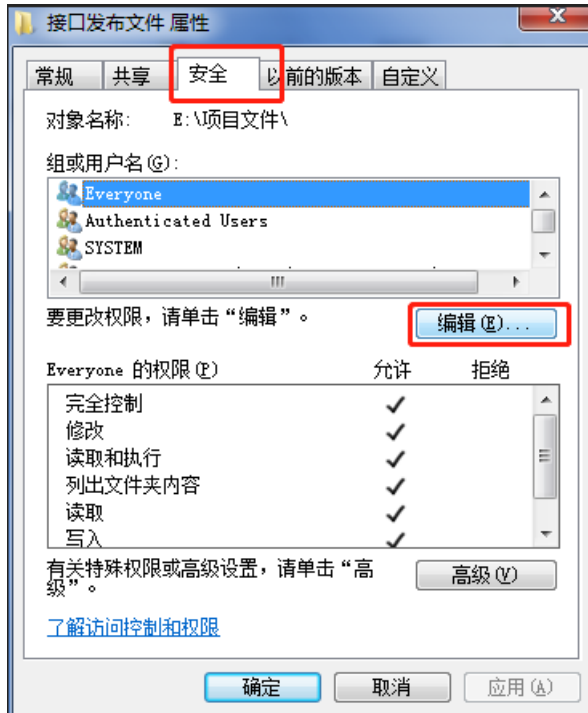 接口发布文件 属性
常规 共享 安全 以前的版本 自定义
对象名称: E:\项目文件\
组或用户名(G):
Everyone
Authenticated Users
SYSTEM
要更改权限，请单击“编辑”。
编辑(E)...
Everyone 的权限(P) 允许 拒绝
完全控制
修改
读取和执行
列出文件夹内容
读取
写入
有关特殊权限或高级设置，请单击“高
级”。
高级(V)
了解访问控制和权限
确定 取消 应用(A)